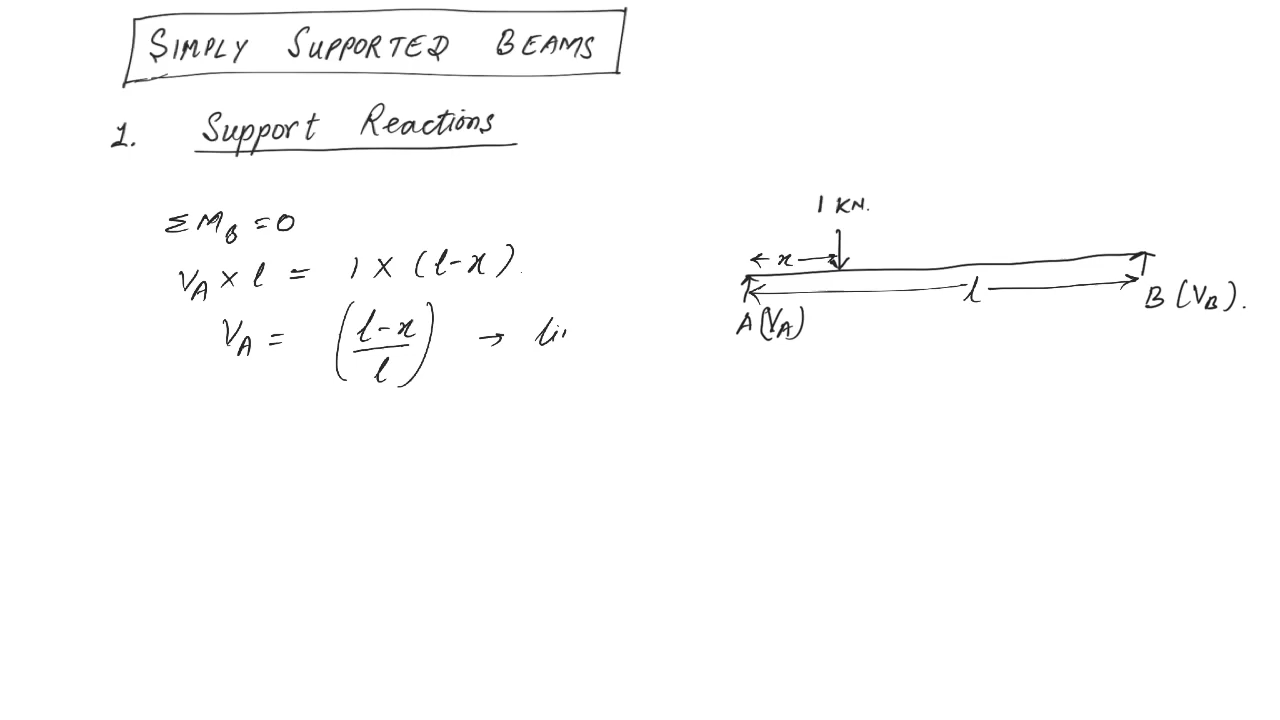 SIMPLY SUPPORTED BEAMS
1. Support Reactions
ΣM_B = 0
V_A × l = 1 × (l-x).
V_A = ((l-x)/l) →
1 KN.
x
l
A (V_A)
B (V_B).